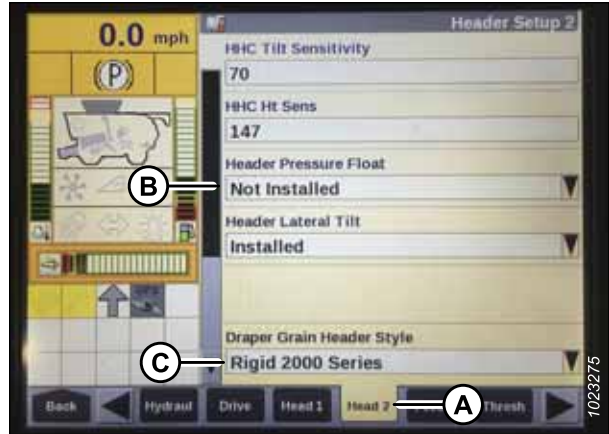 0.0 mph
Header Setup 2
(P)
HHC Tilt Sensitivity
70
HHC Ht Sens
147
Header Pressure Float
B
Not Installed
Header Lateral Tilt
Installed
Draper Grain Header Style
C
Rigid 2000 Series
Back
Hydraul
Drive
Head 1
Head 2
A
Thresh
1023275